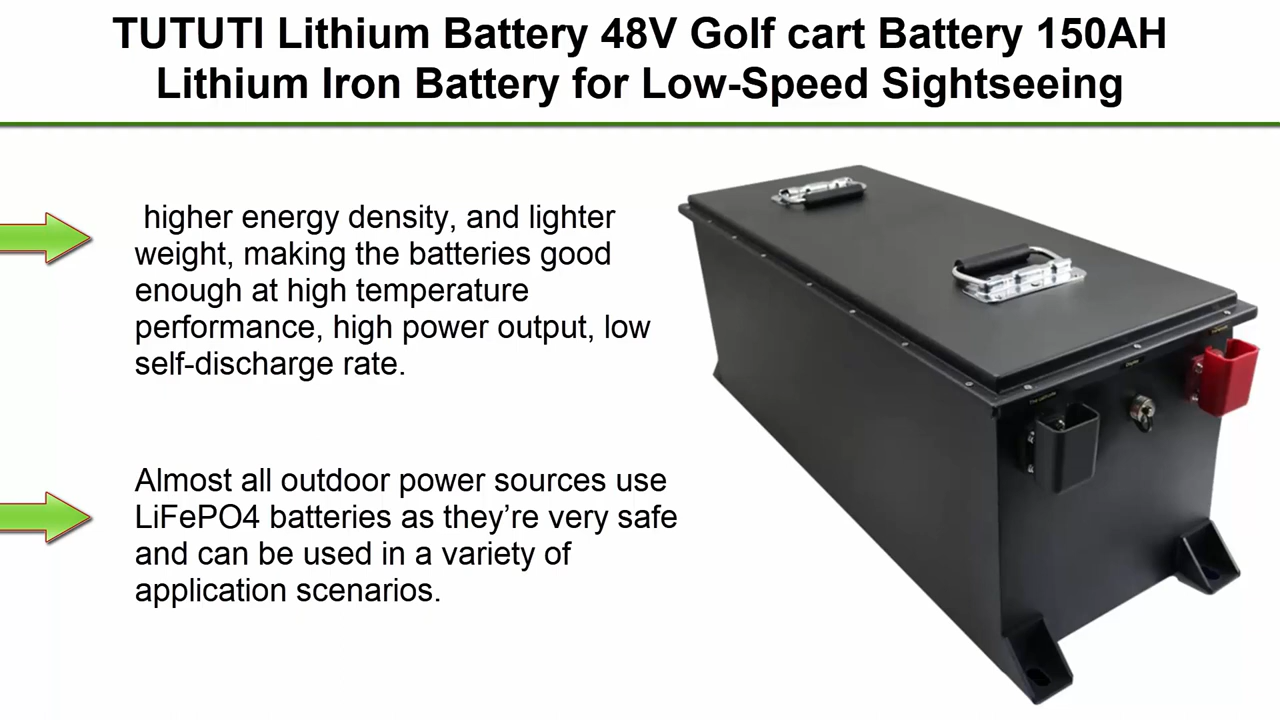 TUTUTI Lithium Battery 48V Golf cart Battery 150AH
Lithium Iron Battery for Low-Speed Sightseeing
higher energy density, and lighter
weight, making the batteries good
enough at high temperature
performance, high power output, low
self-discharge rate.
Almost all outdoor power sources use
LiFePO4 batteries as they’re very safe
and can be used in a variety of
application scenarios.
Display